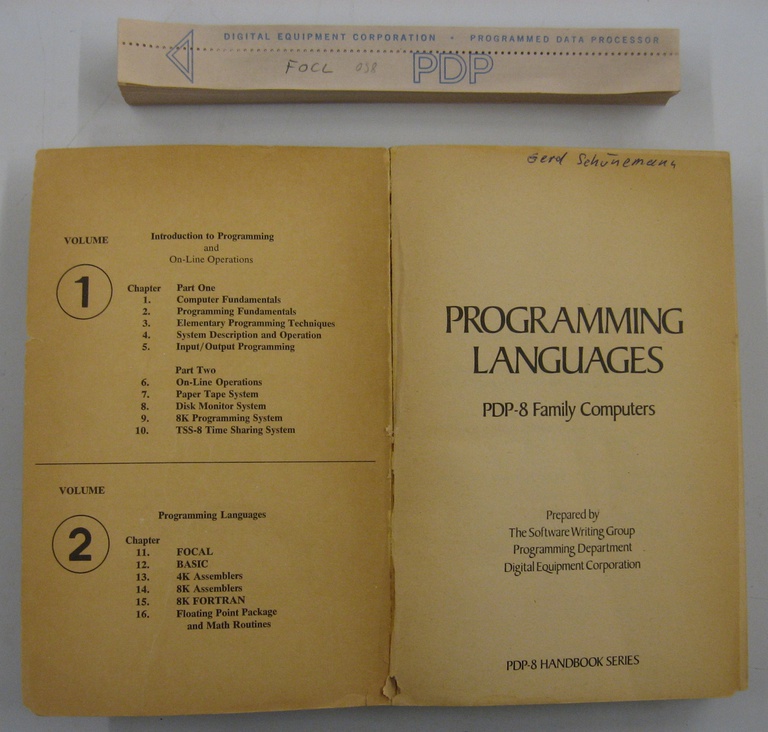 DIGITAL EQUIPMENT CORPORATION • PROGRAMMED DATA PROCESSOR
FOCL 058 PDP
VOLUME
1
Introduction to Programming
and
On-Line Operations
Chapter Part One
1. Computer Fundamentals
2. Programming Fundamentals
3. Elementary Programming Techniques
4. System Description and Operation
5. Input/Output Programming
Part Two
6. On-Line Operations
7. Paper Tape System
8. Disk Monitor System
9. 8K Programming System
10. TSS-8 Time Sharing System
VOLUME
2
Programming Languages
Chapter
11. FOCAL
12. BASIC
13. 4K Assemblers
14. 8K Assemblers
15. 8K FORTRAN
16. Floating Point Package
and Math Routines
Gerd Schünemann
PROGRAMMING
LANGUAGES
PDP-8 Family Computers
Prepared by
The Software Writing Group
Programming Department
Digital Equipment Corporation
PDP-8 HANDBOOK SERIES